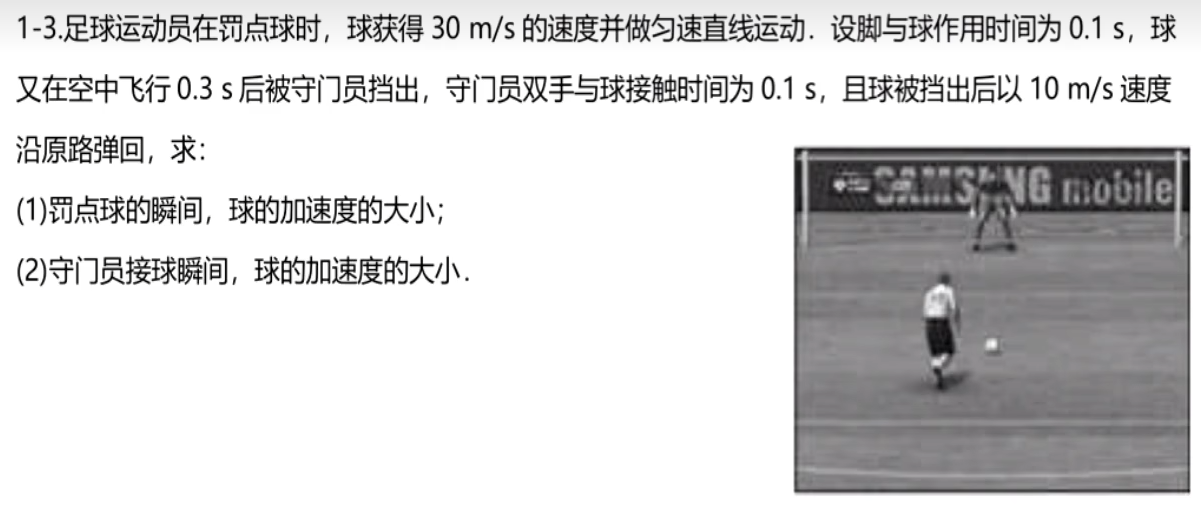 1-3.足球运动员在罚点球时，球获得 30 m/s 的速度并做匀速直线运动．设脚与球作用时间为 0.1 s，球
又在空中飞行 0.3 s 后被守门员挡出，守门员双手与球接触时间为 0.1 s，且球被挡出后以 10 m/s 速度
沿原路弹回，求：
(1)罚点球的瞬间，球的加速度的大小；
(2)守门员接球瞬间，球的加速度的大小．
SAMSUNG mobile